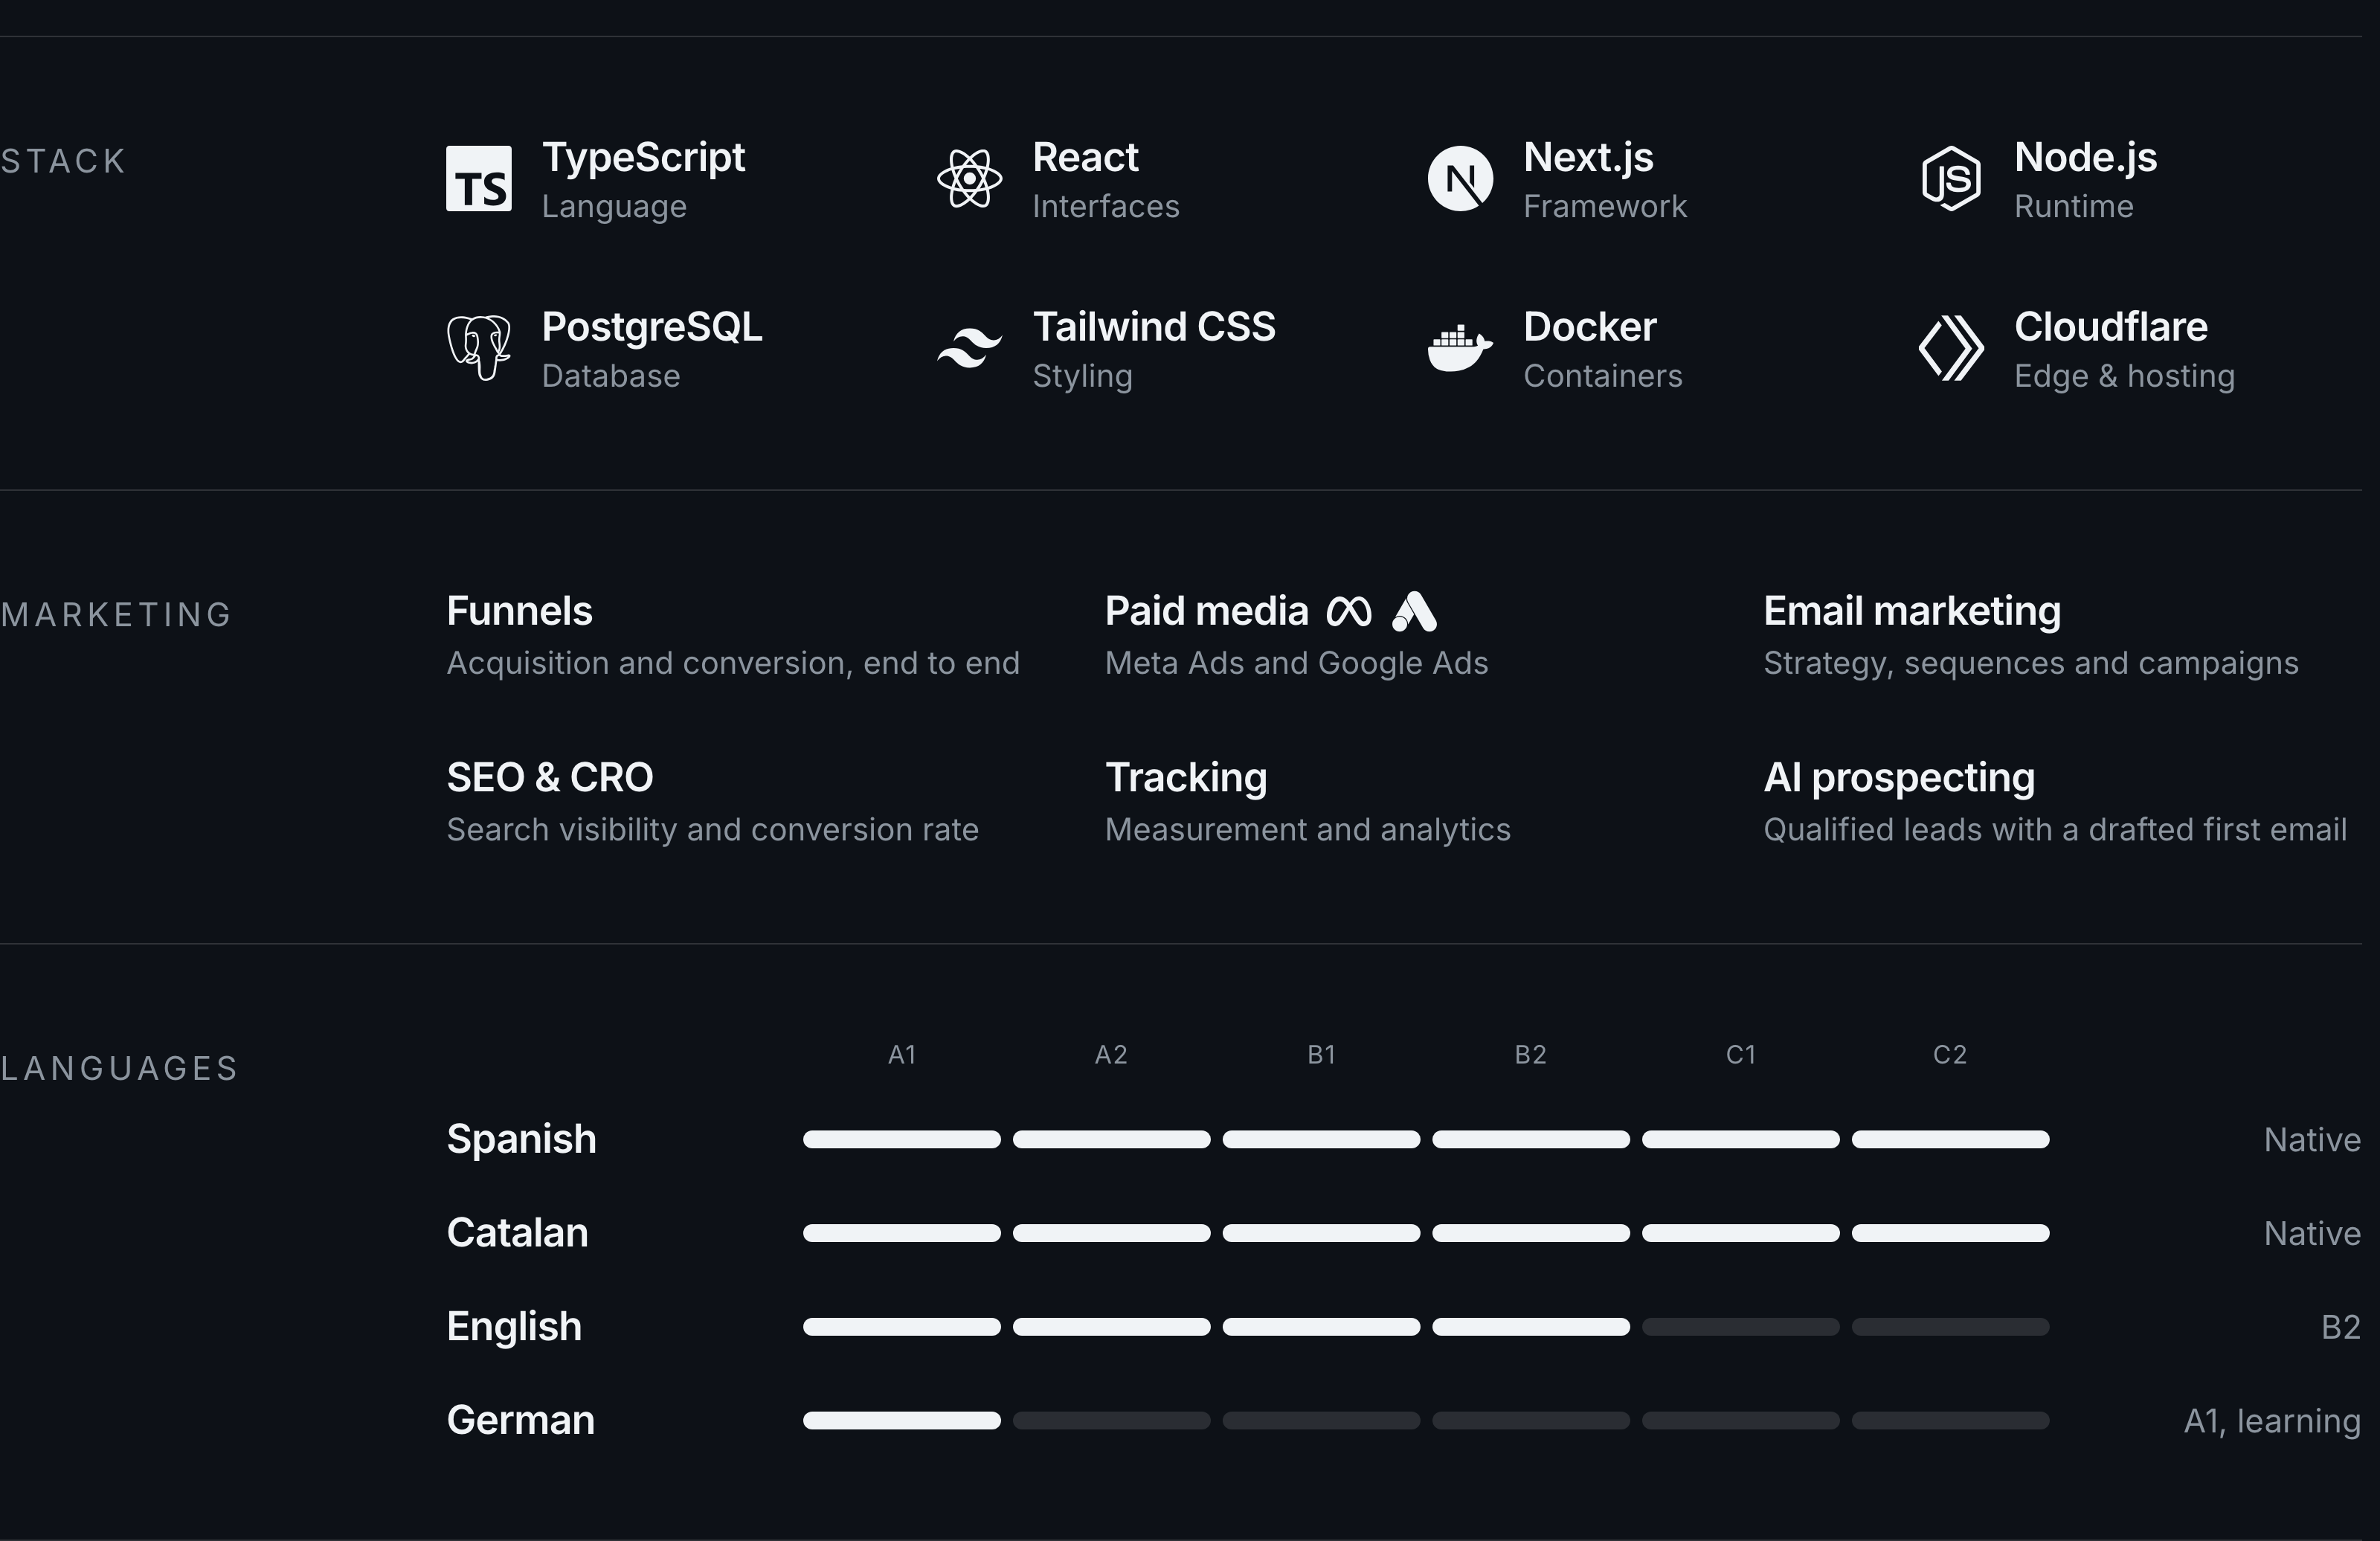 STACK
TS
TypeScript
Language
React
Interfaces
N
Next.js
Framework
JS
Node.js
Runtime
PostgreSQL
Database
Tailwind CSS
Styling
Docker
Containers
Cloudflare
Edge & hosting
MARKETING
Funnels
Acquisition and conversion, end to end
Paid media
Meta Ads and Google Ads
Email marketing
Strategy, sequences and campaigns
SEO & CRO
Search visibility and conversion rate
Tracking
Measurement and analytics
AI prospecting
Qualified leads with a drafted first email
LANGUAGES
A1 A2 B1 B2 C1 C2
Spanish Native
Catalan Native
English B2
German A1, learning